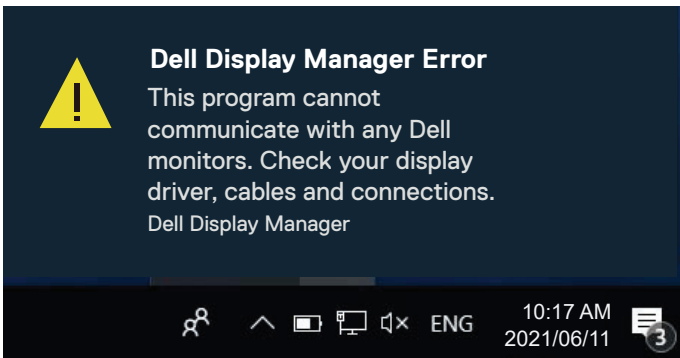 Dell Display Manager Error
This program cannot
communicate with any Dell
monitors. Check your display
driver, cables and connections.
Dell Display Manager
ENG
10:17 AM
2021/06/11
3